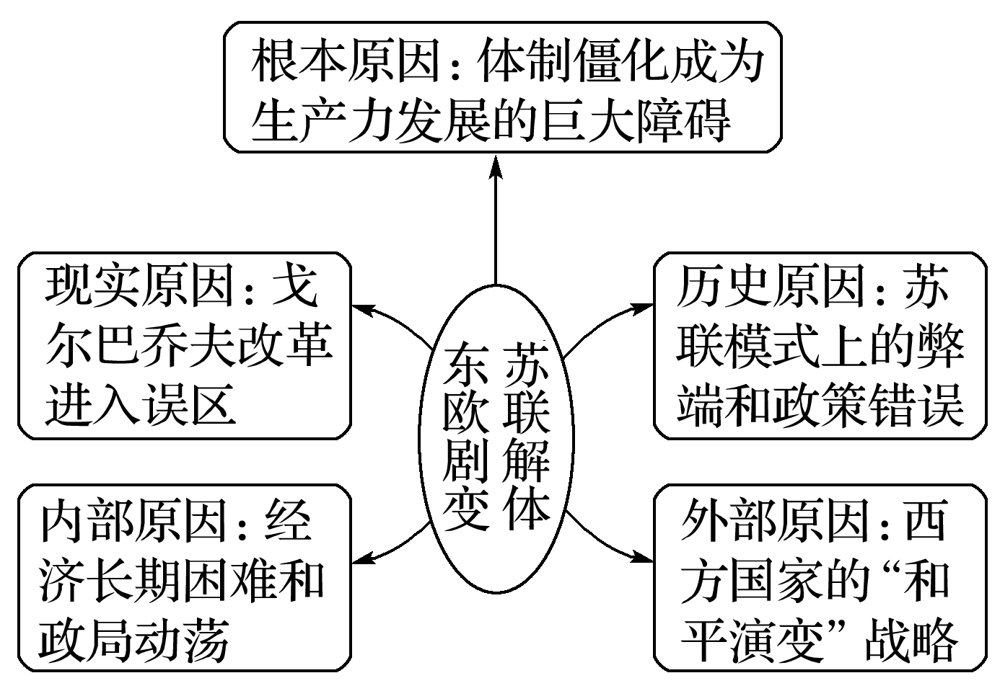 根本原因:体制僵化成为
生产力发展的巨大障碍
现实原因:戈
尔巴乔夫改革
进入误区
历史原因:苏
联模式上的弊
端和政策错误
东欧剧变
苏联解体
内部原因:经
济长期困难和
政局动荡
外部原因:西
方国家的“和
平演变”战略